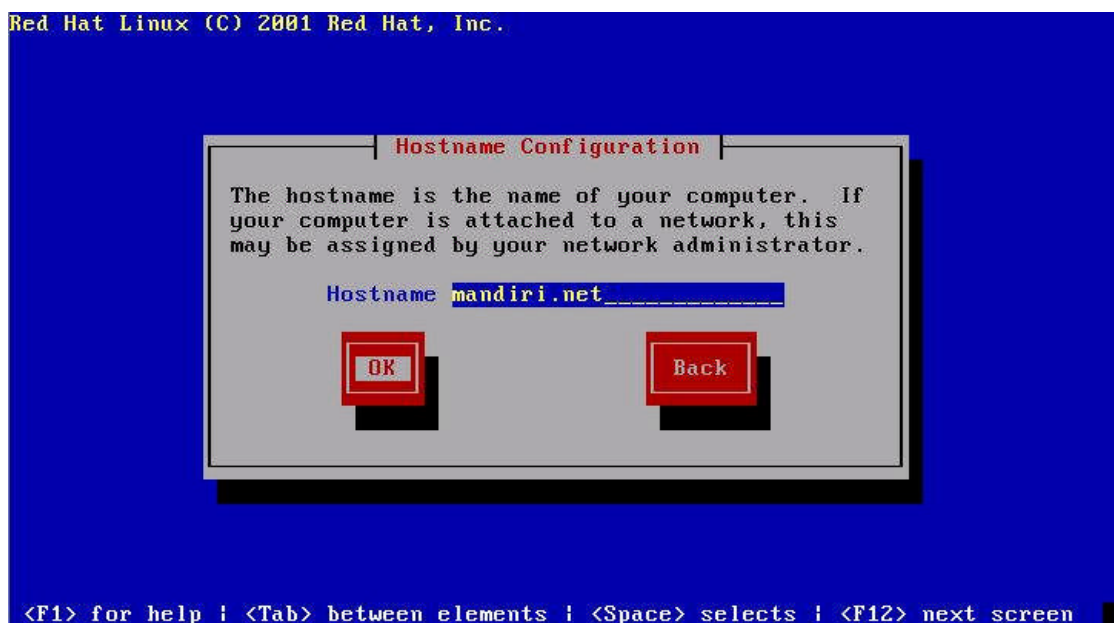 Red Hat Linux (C) 2001 Red Hat, Inc.
Hostname Configuration
The hostname is the name of your computer.  If
your computer is attached to a network, this
may be assigned by your network administrator.
Hostname mandiri.net_____________
OK Back
<F1> for help ¦ <Tab> between elements ¦ <Space> selects ¦ <F12> next screen